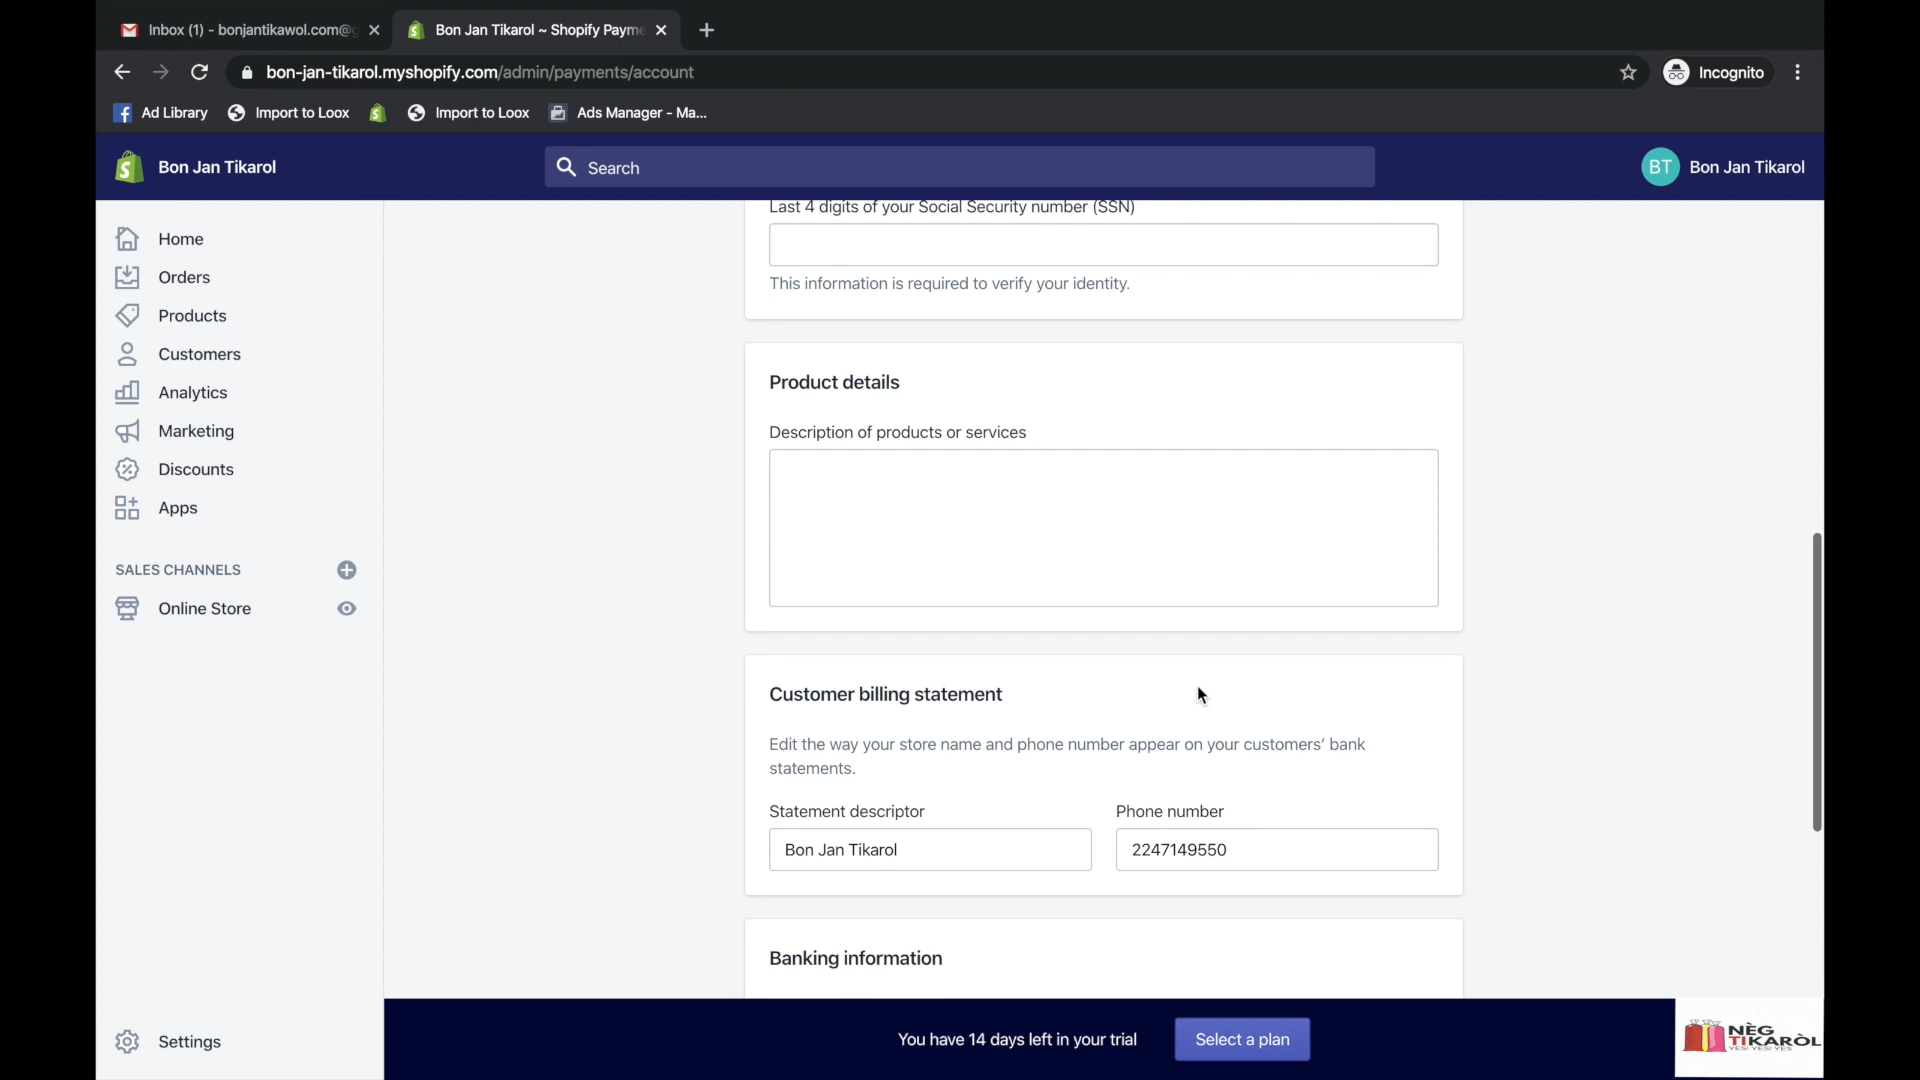 Inbox (1) - bonjantikawol.com@g
Bon Jan Tikarol ~ Shopify Payme
bon-jan-tikarol.myshopify.com/admin/payments/account
Incognito
Ad Library
Import to Loox
Import to Loox
Ads Manager - Ma...
Bon Jan Tikarol
Search
BT
Bon Jan Tikarol
Home
Orders
Products
Customers
Analytics
Marketing
Discounts
Apps
SALES CHANNELS
Online Store
Settings
Last 4 digits of your Social Security number (SSN)
This information is required to verify your identity.
Product details
Description of products or services
Customer billing statement
Edit the way your store name and phone number appear on your customers’ bank
statements.
Statement descriptor
Phone number
Bon Jan Tikarol
2247149550
Banking information
You have 14 days left in your trial
Select a plan
NÈG
TIKARÒL
YES! YES! YES